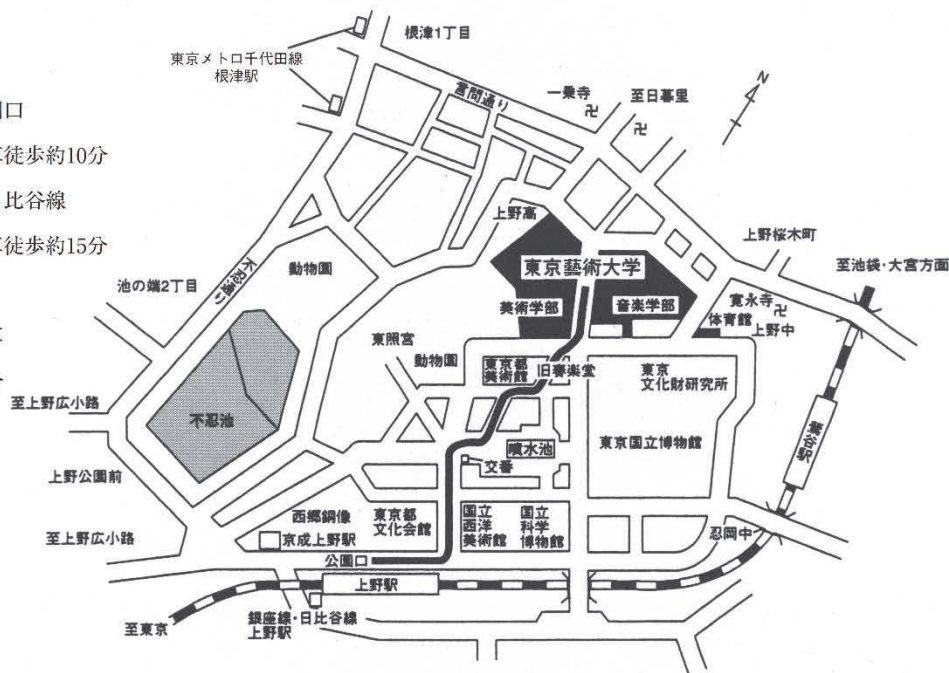 根津1丁目
東京メトロ千代田線
根津駅
言問通り
一乗寺
至日暮里
N
口
徒歩約10分
比谷線
徒歩約15分
上野高
上野桜木町
至池袋・大宮方面
東京藝術大学
美術学部
音楽学部
寛永寺
体育館
上野中
池の端2丁目
不忍通り
動物園
東照宮
動物園
東京都
美術館
旧奏楽堂
東京
文化財研究所
至上野広小路
不忍池
噴水池
交番
東京国立博物館
鶯谷駅
上野公園前
至上野広小路
西郷銅像
京成上野駅
東京都
文化会館
国立
西洋
美術館
国立
科学
博物館
忍岡中
公園口
上野駅
至東京
銀座線・日比谷線
上野駅